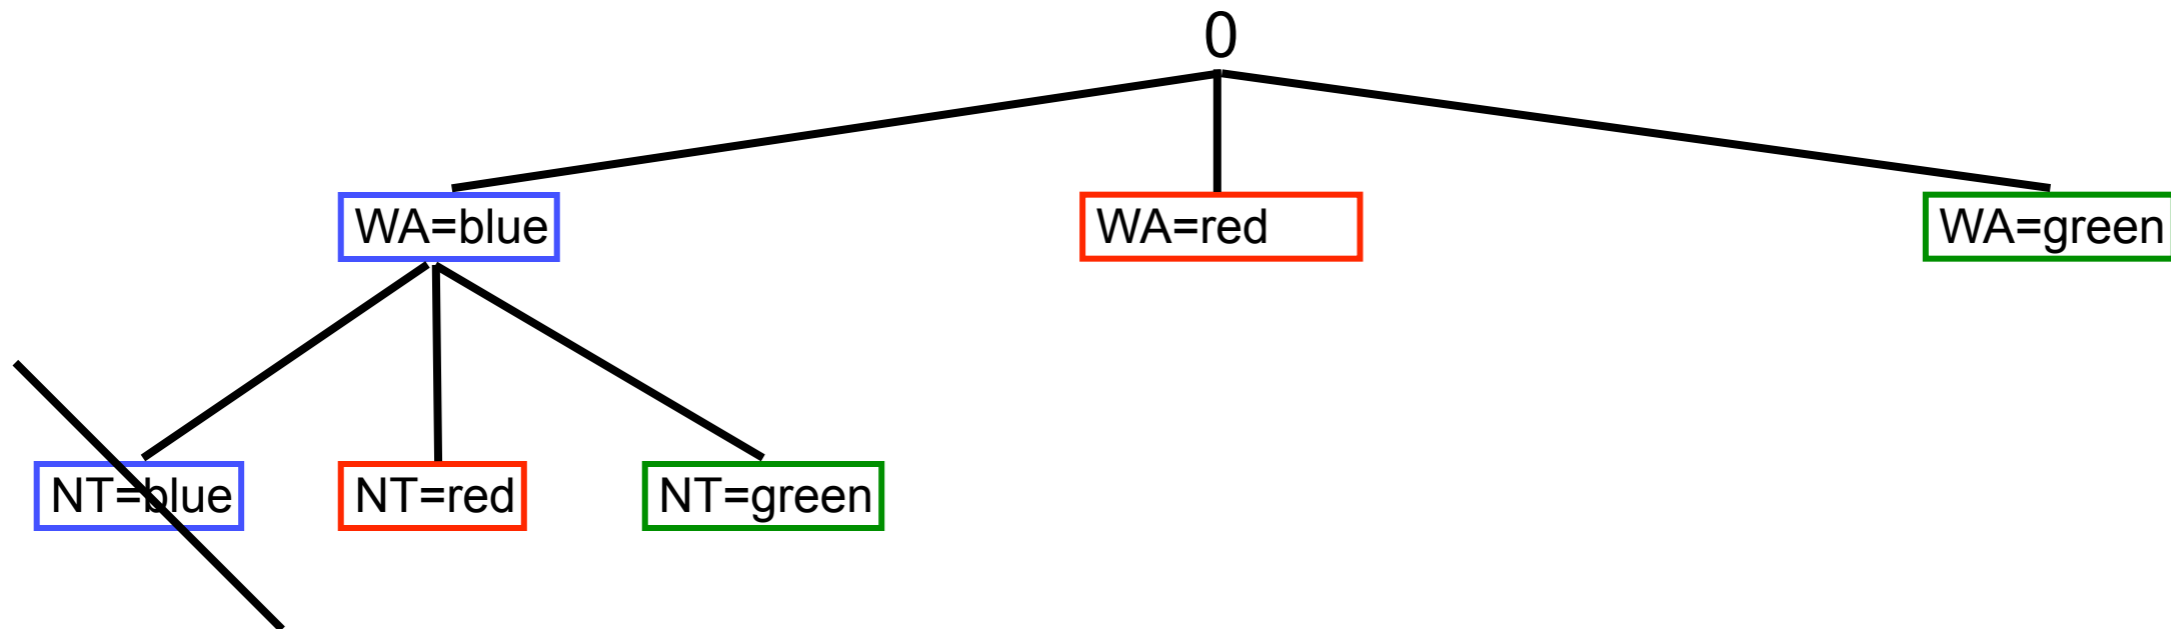 0
WA=blue
WA=red
WA=green
NT=blue
NT=red
NT=green